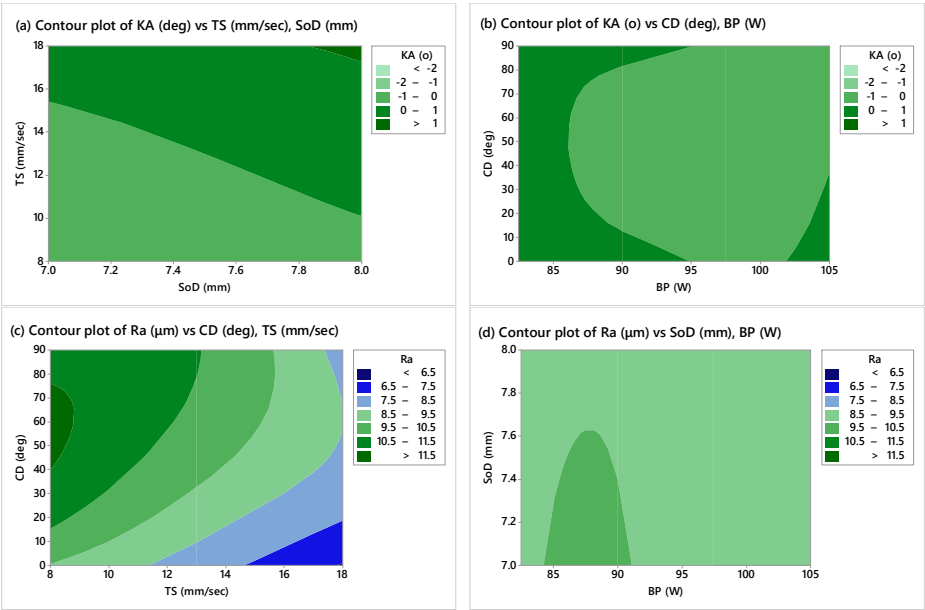 (a) Contour plot of KA (deg) vs TS (mm/sec), SoD (mm)
18
16
14
12
10
8
TS (mm/sec)
7.0 7.2 7.4 7.6 7.8 8.0
SoD (mm)
KA (o)
< -2
-2 – -1
-1 – 0
0 – 1
> 1
(b) Contour plot of KA (o) vs CD (deg), BP (W)
90
80
70
60
50
40
30
20
10
0
CD (deg)
85 90 95 100 105
BP (W)
KA (o)
< -2
-2 – -1
-1 – 0
0 – 1
> 1
(c) Contour plot of Ra (µm) vs CD (deg), TS (mm/sec)
90
80
70
60
50
40
30
20
10
0
CD (deg)
8 10 12 14 16 18
TS (mm/sec)
Ra
< 6.5
6.5 – 7.5
7.5 – 8.5
8.5 – 9.5
9.5 – 10.5
10.5 – 11.5
> 11.5
(d) Contour plot of Ra (µm) vs SoD (mm), BP (W)
8.0
7.8
7.6
7.4
7.2
7.0
SoD (mm)
85 90 95 100 105
BP (W)
Ra
< 6.5
6.5 – 7.5
7.5 – 8.5
8.5 – 9.5
9.5 – 10.5
10.5 – 11.5
> 11.5